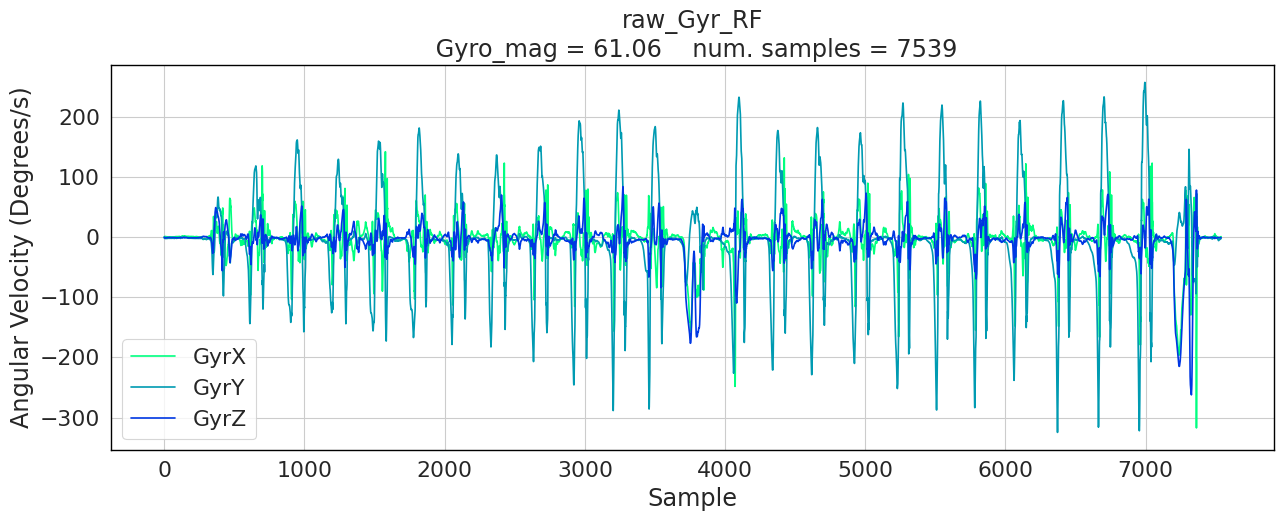 raw_Gyr_RF
Gyro_mag = 61.06    num. samples = 7539
Angular Velocity (Degrees/s)
200
100
0
−100
−200
−300
GyrX
GyrY
GyrZ
0 1000 2000 3000 4000 5000 6000 7000
Sample